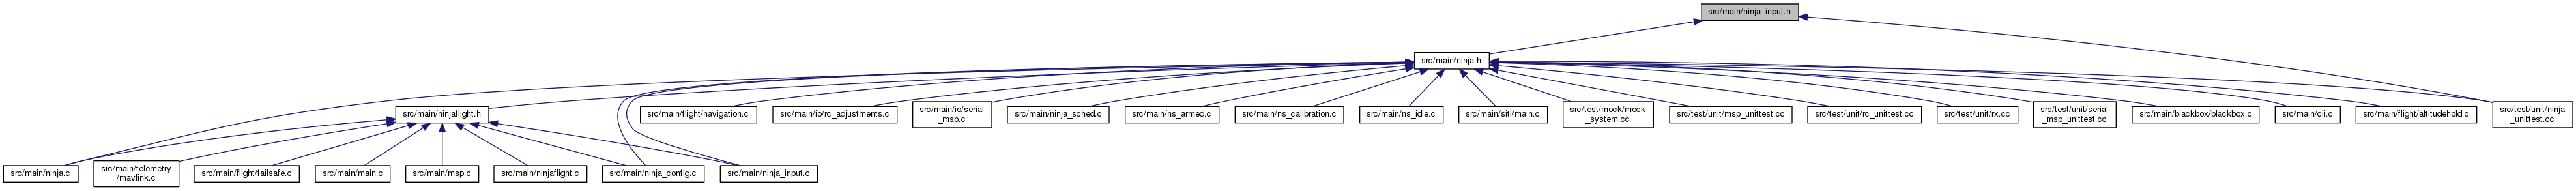 src/main/ninja_input.h
src/main/ninja.h
src/main/ninjaflight.h
src/main/flight/navigation.c
src/main/io/rc_adjustments.c
src/main/io/serial
_msp.c
src/main/ninja_sched.c
src/main/ns_armed.c
src/main/ns_calibration.c
src/main/ns_idle.c
src/main/sitl/main.c
src/test/mock/mock
_system.cc
src/test/unit/msp_unittest.cc
src/test/unit/rc_unittest.cc
src/test/unit/rx.cc
src/test/unit/serial
_msp_unittest.cc
src/main/blackbox/blackbox.c
src/main/cli.c
src/main/flight/altitudehold.c
src/test/unit/ninja
_unittest.cc
src/main/ninja.c
src/main/telemetry
/mavlink.c
src/main/flight/failsafe.c
src/main/main.c
src/main/msp.c
src/main/ninjaflight.c
src/main/ninja_config.c
src/main/ninja_input.c